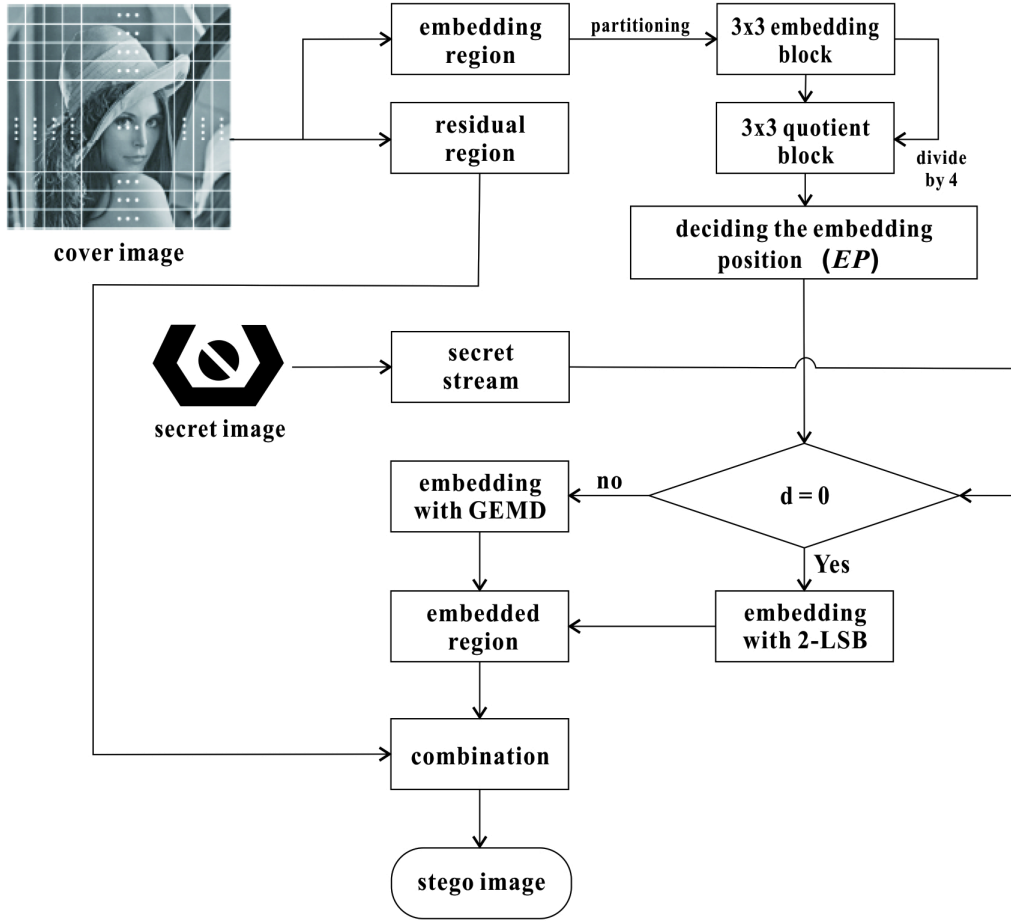 embedding
region
partitioning
3x3 embedding
block
residual
region
3x3 quotient
block
divide
by 4
cover image
deciding the embedding
position (EP)
secret
stream
secret image
embedding
with GEMD
no
d = 0
Yes
embedded
region
embedding
with 2-LSB
combination
stego image